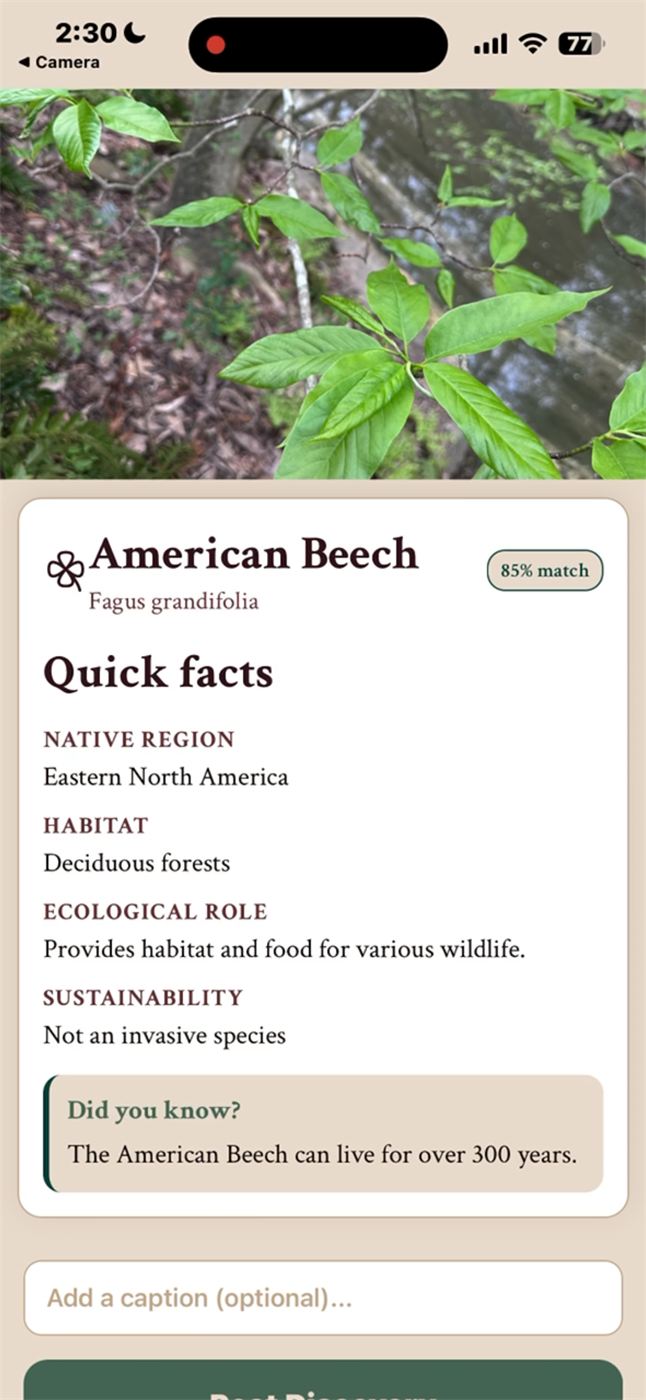 2:30
77
◀ Camera
American Beech
85% match
Fagus grandifolia
Quick facts
NATIVE REGION
Eastern North America
HABITAT
Deciduous forests
ECOLOGICAL ROLE
Provides habitat and food for various wildlife.
SUSTAINABILITY
Not an invasive species
Did you know?
The American Beech can live for over 300 years.
Add a caption (optional)...
Post Discovery